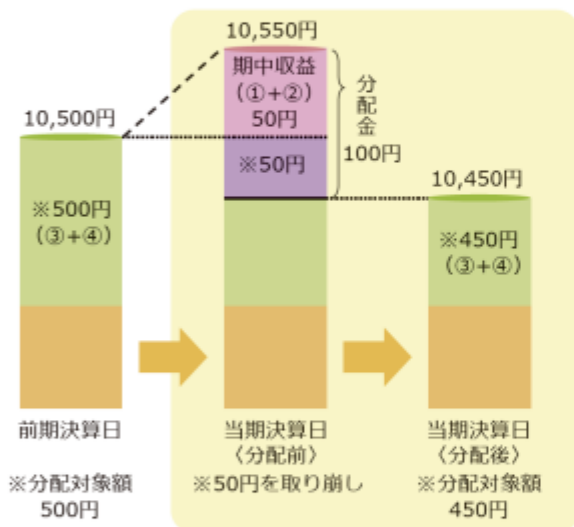 10,550円
期中収益
(①+②)
50円
分配金
100円
10,500円
※50円
10,450円
※500円
(③+④)
※450円
(③+④)
前期決算日
当期決算日
〈分配前〉
当期決算日
〈分配後〉
※分配対象額
500円
※50円を取り崩し
※分配対象額
450円